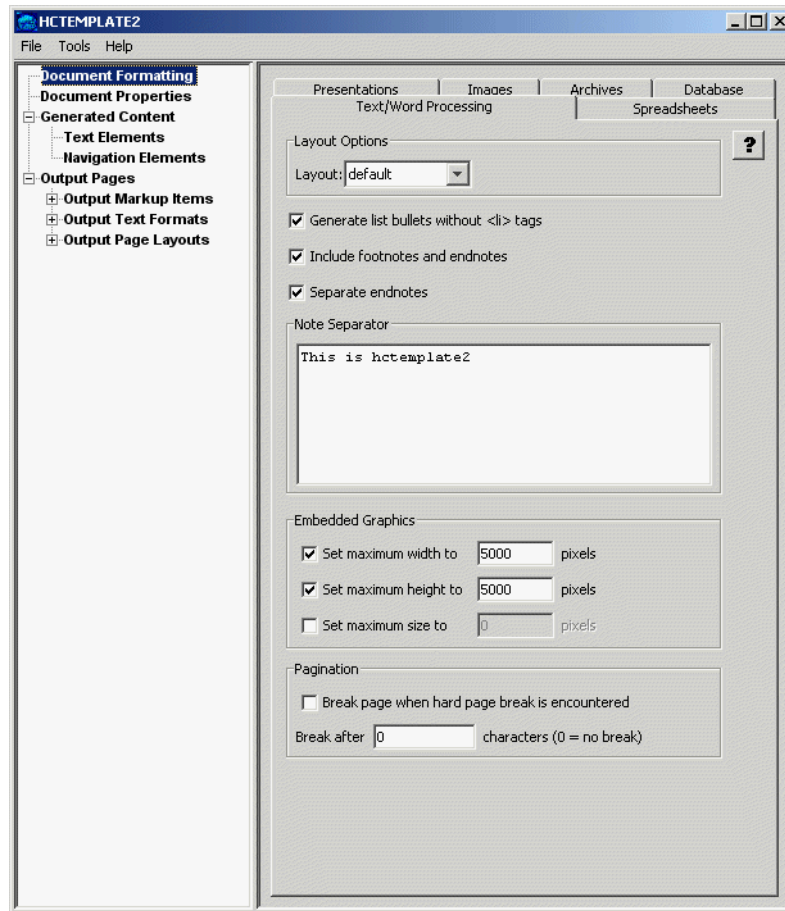 HCTEMPLATE2
File Tools Help
Document Formatting
Document Properties
Generated Content
Text Elements
Navigation Elements
Output Pages
Output Markup Items
Output Text Formats
Output Page Layouts
Presentations Images Archives Database
Text/Word Processing Spreadsheets
Layout Options
?
Layout: default
Generate list bullets without <li> tags
Include footnotes and endnotes
Separate endnotes
Note Separator
This is hctemplate2
Embedded Graphics
Set maximum width to 5000 pixels
Set maximum height to 5000 pixels
Set maximum size to 0 pixels
Pagination
Break page when hard page break is encountered
Break after 0 characters (0 = no break)